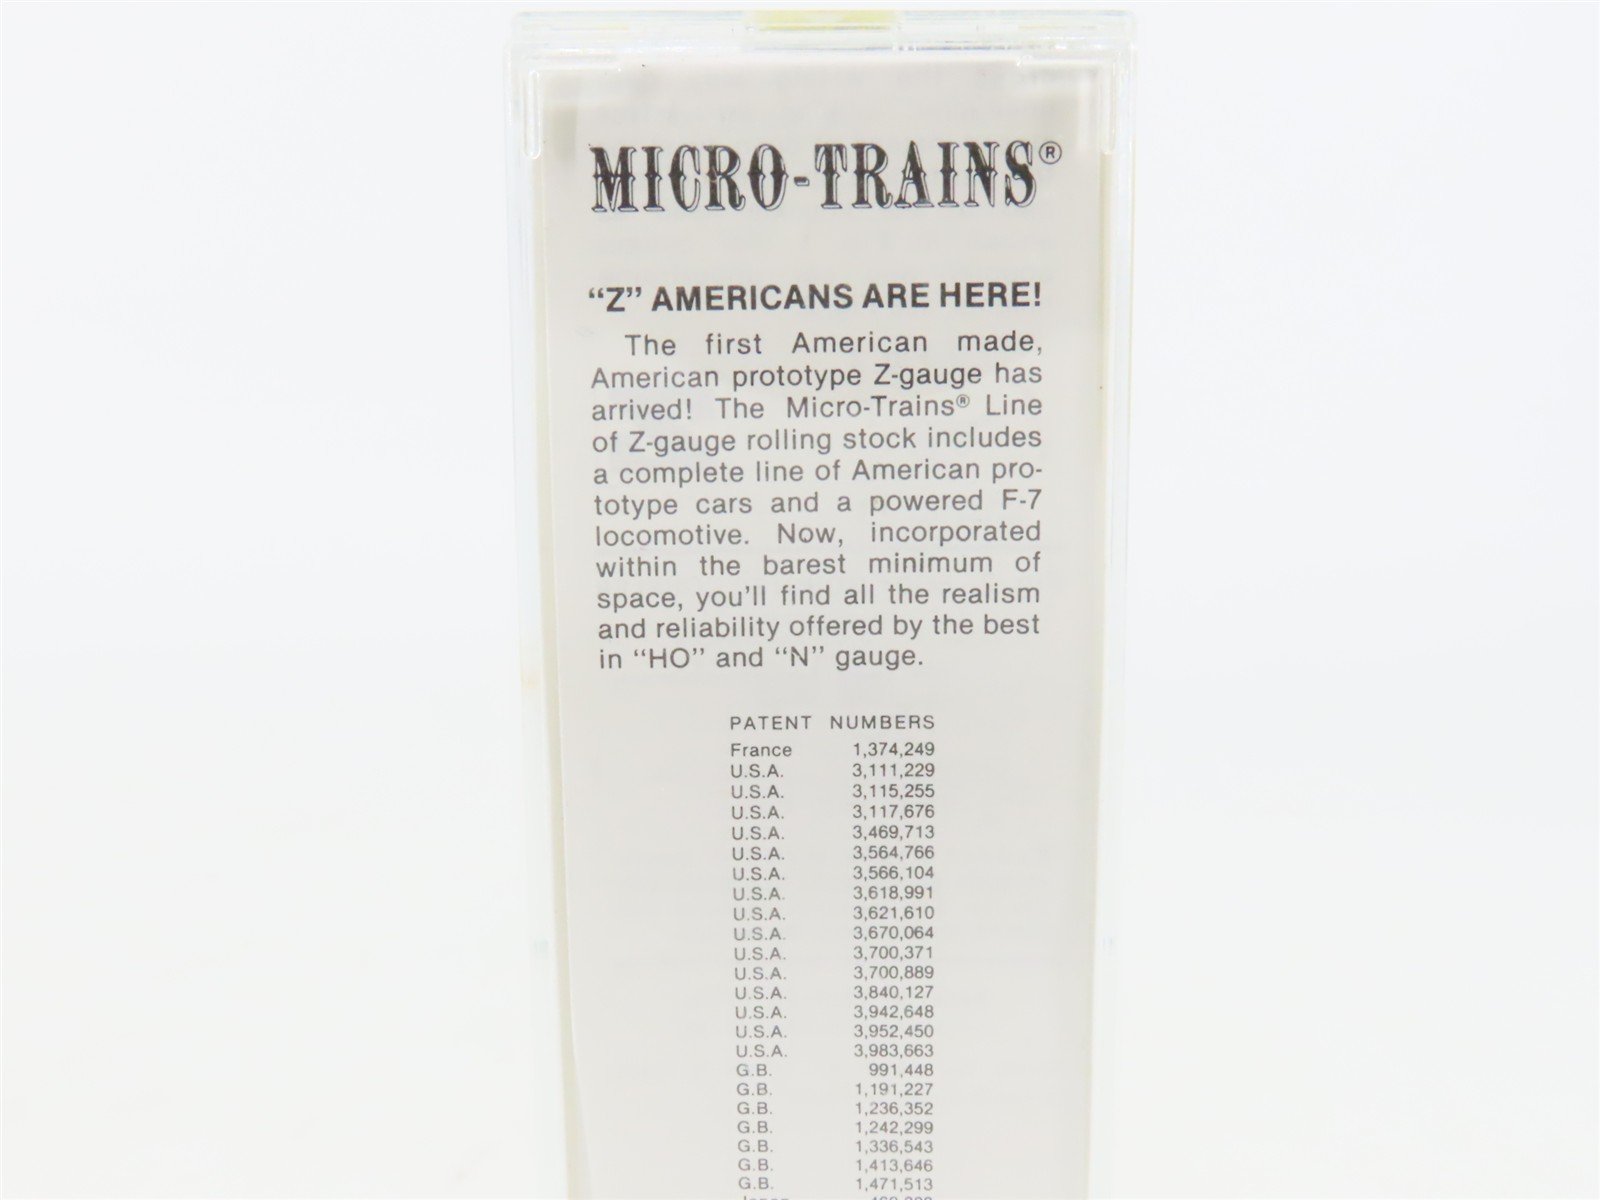 MICRO-TRAINS®
“Z” AMERICANS ARE HERE!
The first American made,
American prototype Z-gauge has
arrived! The Micro-Trains® Line
of Z-gauge rolling stock includes
a complete line of American pro-
totype cars and a powered F-7
locomotive. Now, incorporated
within the barest minimum of
space, you'll find all the realism
and reliability offered by the best
in “HO” and “N” gauge.
PATENT NUMBERS
France 1,374,249
U.S.A. 3,111,229
U.S.A. 3,115,255
U.S.A. 3,117,676
U.S.A. 3,469,713
U.S.A. 3,564,766
U.S.A. 3,566,104
U.S.A. 3,618,991
U.S.A. 3,621,610
U.S.A. 3,670,064
U.S.A. 3,700,371
U.S.A. 3,700,889
U.S.A. 3,840,127
U.S.A. 3,942,648
U.S.A. 3,952,450
U.S.A. 3,983,663
G.B. 991,448
G.B. 1,191,227
G.B. 1,236,352
G.B. 1,242,299
G.B. 1,336,543
G.B. 1,413,646
G.B. 1,471,513